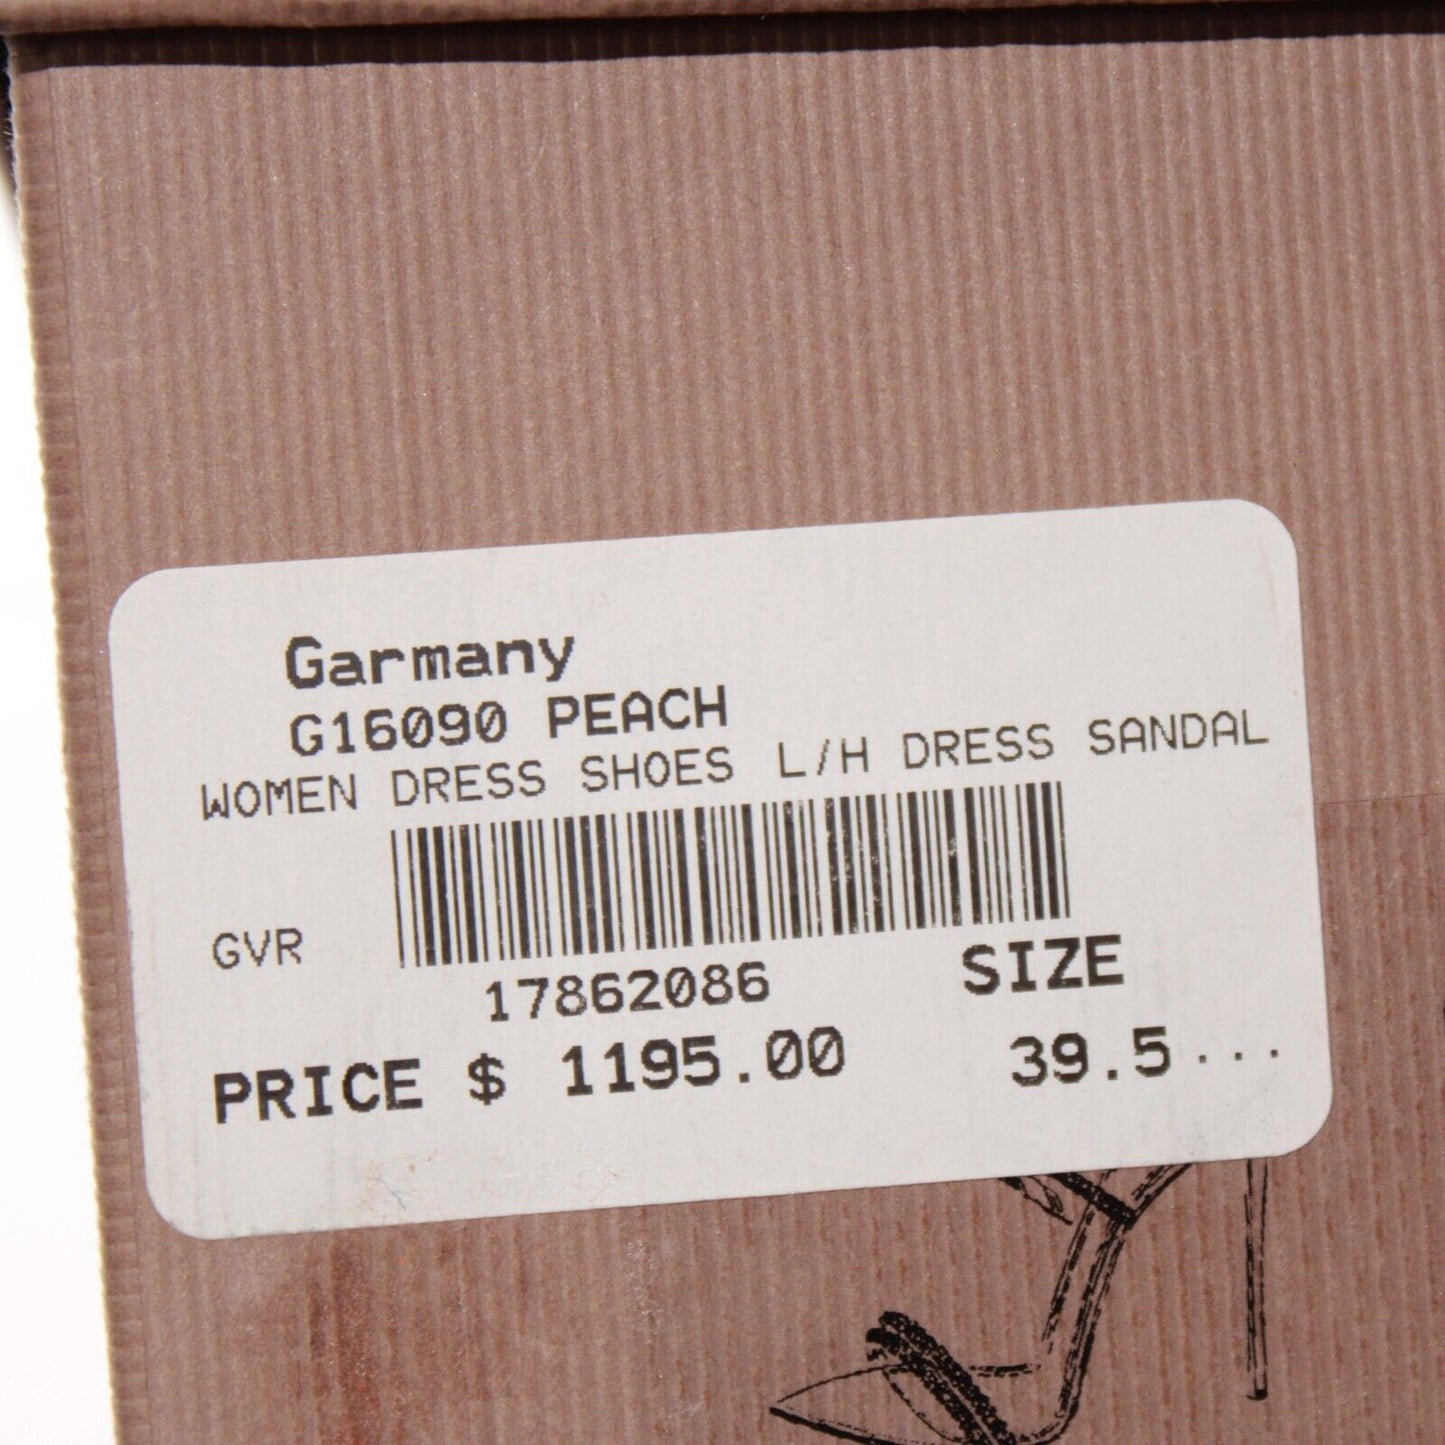 Garmany
G16090 PEACH
WOMEN DRESS SHOES L/H DRESS SANDAL
GVR
17862086 SIZE
PRICE $ 1195.00 39.5...